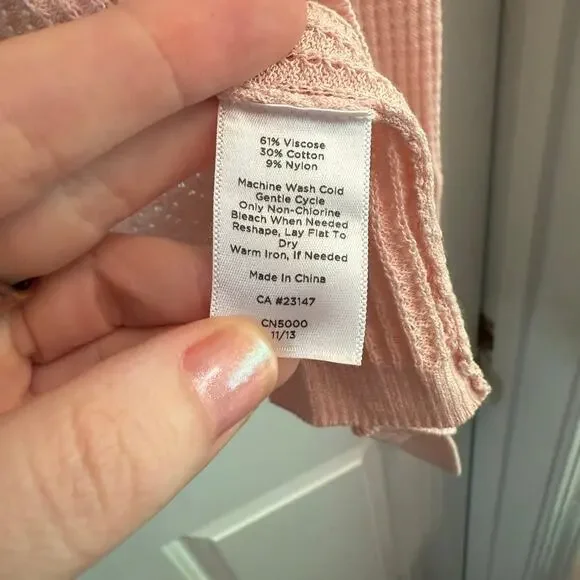 61% Viscose
30% Cotton
9% Nylon
Machine Wash Cold
Gentle Cycle
Only Non-Chlorine
Bleach When Needed
Reshape, Lay Flat To
Dry
Warm Iron, If Needed
Made In China
CA #23147
CN5000
11/13